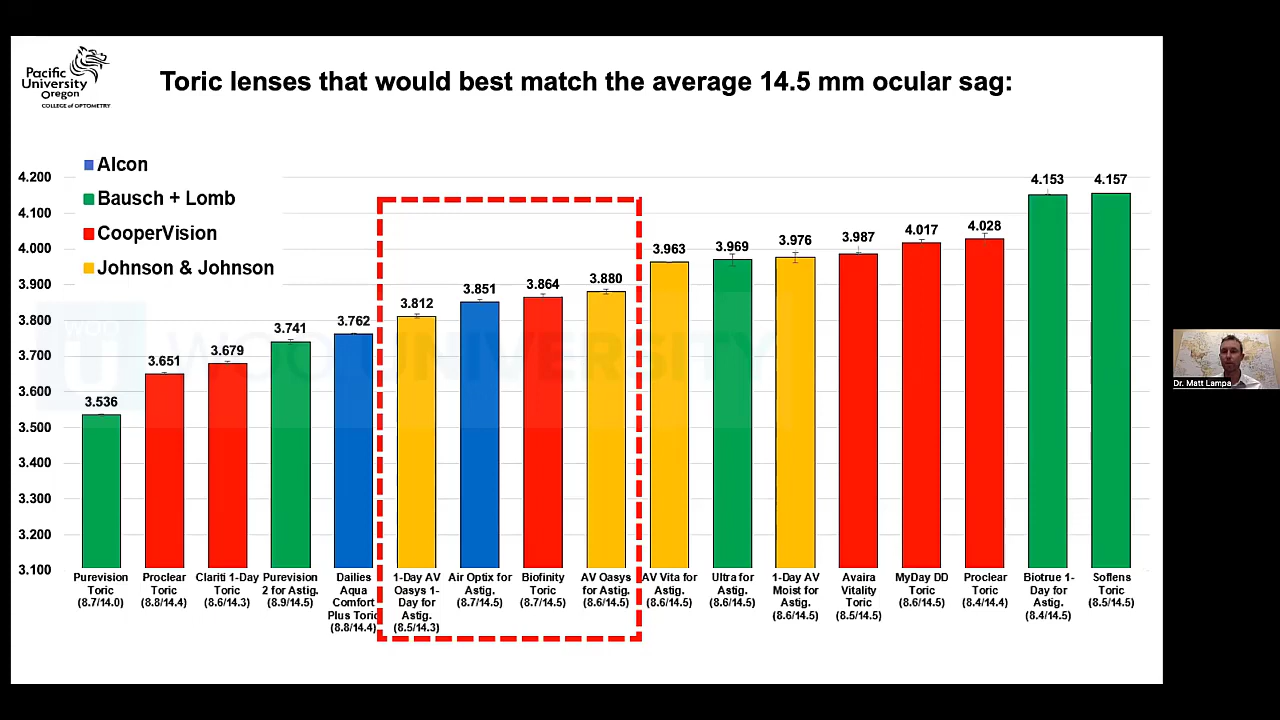 Pacific
University
Oregon
COLLEGE of OPTOMETRY
Toric lenses that would best match the average 14.5 mm ocular sag:
Alcon
Bausch + Lomb
CooperVision
Johnson & Johnson
4.200
4.100
4.000
3.900
3.800
3.700
3.600
3.500
3.400
3.300
3.200
3.100
3.536
3.651
3.679
3.741
3.762
3.812
3.851
3.864
3.880
3.963
3.969
3.976
3.987
4.017
4.028
4.153
4.157
WOO
U
WOO UNIVERSITY
Purevision
Toric
(8.7/14.0)
Proclear
Toric
(8.8/14.4)
Clariti 1-Day
Toric
(8.6/14.3)
Purevision
2 for Astig.
(8.9/14.5)
Dailies
Aqua
Comfort
Plus Toric
(8.8/14.4)
1-Day AV
Oasys 1-
Day for
Astig.
(8.5/14.3)
Air Optix for
Astig.
(8.7/14.5)
Biofinity
Toric
(8.7/14.5)
AV Oasys
for Astig.
(8.6/14.5)
AV Vita for
Astig.
(8.6/14.5)
Ultra for
Astig.
(8.6/14.5)
1-Day AV
Moist for
Astig.
(8.6/14.5)
Avaira
Vitality
Toric
(8.5/14.5)
MyDay DD
Toric
(8.6/14.5)
Proclear
Toric
(8.4/14.4)
Biotrue 1-
Day for
Astig.
(8.4/14.5)
Soflens
Toric
(8.5/14.5)
Dr. Matt Lampa